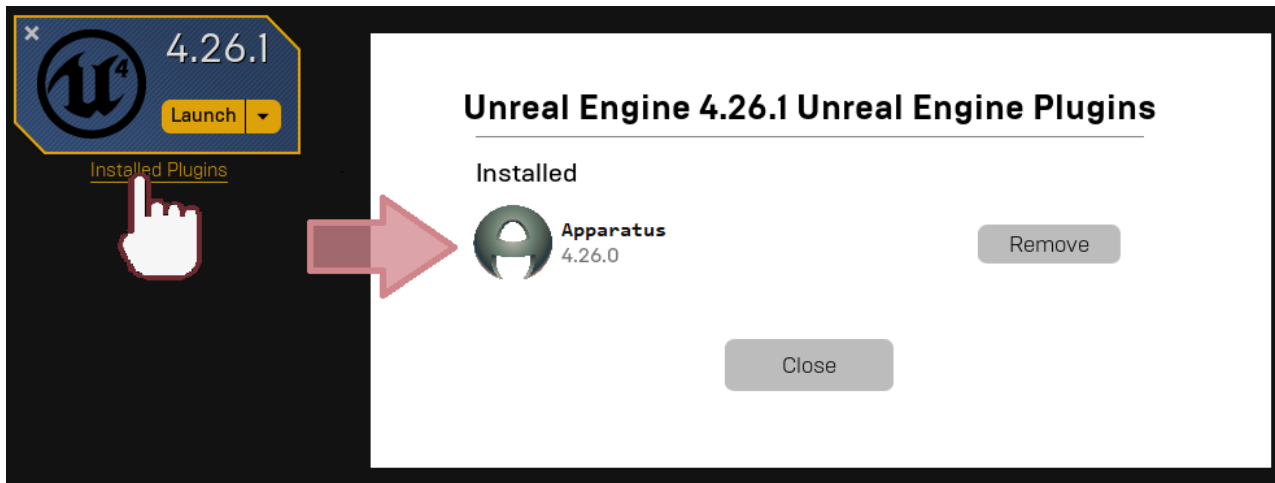 4.26.1
Launch
Installed Plugins
Unreal Engine 4.26.1 Unreal Engine Plugins
Installed
Apparatus
4.26.0
Remove
Close